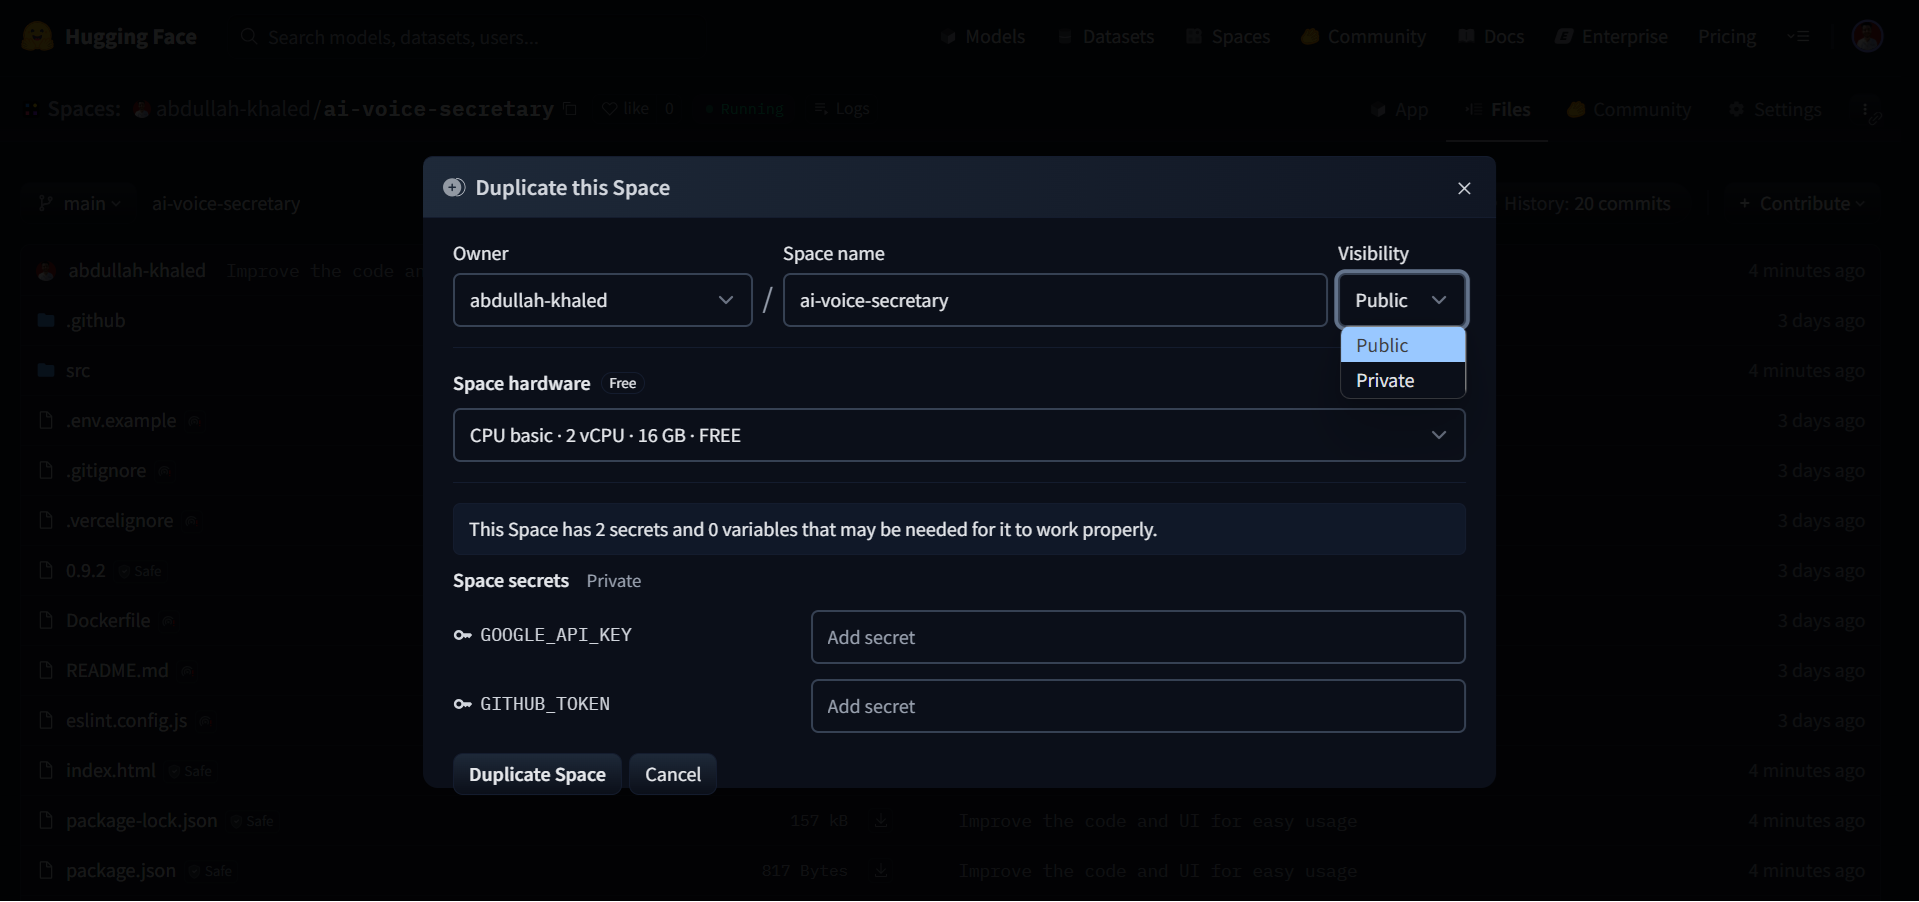 Hugging Face
Search models, datasets, users...
Models
Datasets
Spaces
Community
Docs
Enterprise
Pricing
Spaces:
abdullah-khaled/ai-voice-secretary
like
0
Running
Logs
App
Files
Community
Settings
main
ai-voice-secretary
History: 20 commits
+ Contribute
Duplicate this Space
Owner
Space name
Visibility
abdullah-khaled
/
ai-voice-secretary
Public
Public
Private
Space hardware
Free
CPU basic · 2 vCPU · 16 GB · FREE
This Space has 2 secrets and 0 variables that may be needed for it to work properly.
Space secrets
Private
GOOGLE_API_KEY
Add secret
GITHUB_TOKEN
Add secret
Duplicate Space
Cancel
abdullah-khaled
Improve the code an
4 minutes ago
.github
3 days ago
src
4 minutes ago
.env.example
3 days ago
.gitignore
3 days ago
.vercelignore
3 days ago
0.9.2
Safe
3 days ago
Dockerfile
3 days ago
README.md
3 days ago
eslint.config.js
3 days ago
index.html
Safe
4 minutes ago
package-lock.json
Safe
157 kB
Improve the code and UI for easy usage
4 minutes ago
package.json
Safe
817 Bytes
Improve the code and UI for easy usage
4 minutes ago